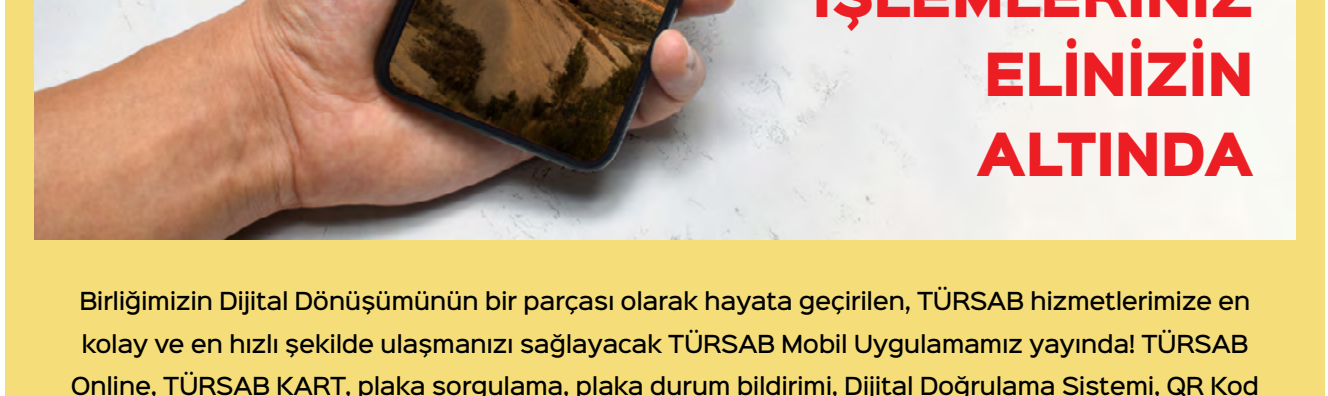 İŞLEMLERİNİZ
ELİNİZİN
ALTINDA
Birliğimizin Dijital Dönüşümünün bir parçası olarak hayata geçirilen, TÜRSAB hizmetlerimize en
kolay ve en hızlı şekilde ulaşmanızı sağlayacak TÜRSAB Mobil Uygulamamız yayında! TÜRSAB
Online, TÜRSAB KART, plaka sorgulama, plaka durum bildirimi, Dijital Doğrulama Sistemi, QR Kod